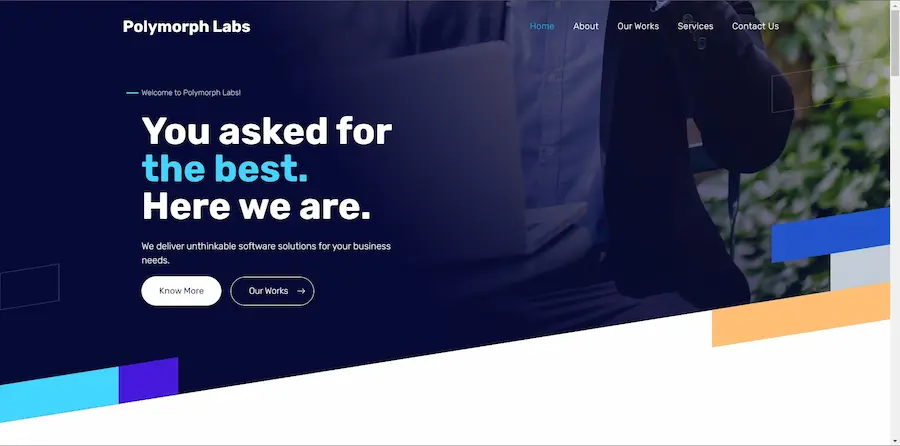 Polymorph Labs
Home About Our Works Services Contact Us
Welcome to Polymorph Labs!
You asked for
the best.
Here we are.
We deliver unthinkable software solutions for your business
needs.
Know More Our Works